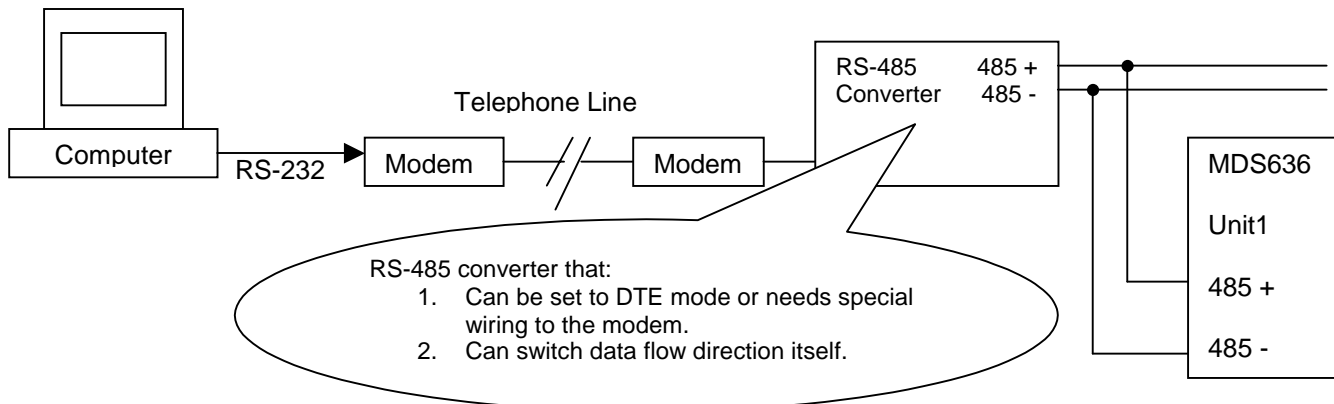 RS-485 485 +
Converter 485 -
Telephone Line
Computer
RS-232
Modem
Modem
MDS636
Unit1
485 +
485 -
RS-485 converter that:
1. Can be set to DTE mode or needs special
wiring to the modem.
2. Can switch data flow direction itself.